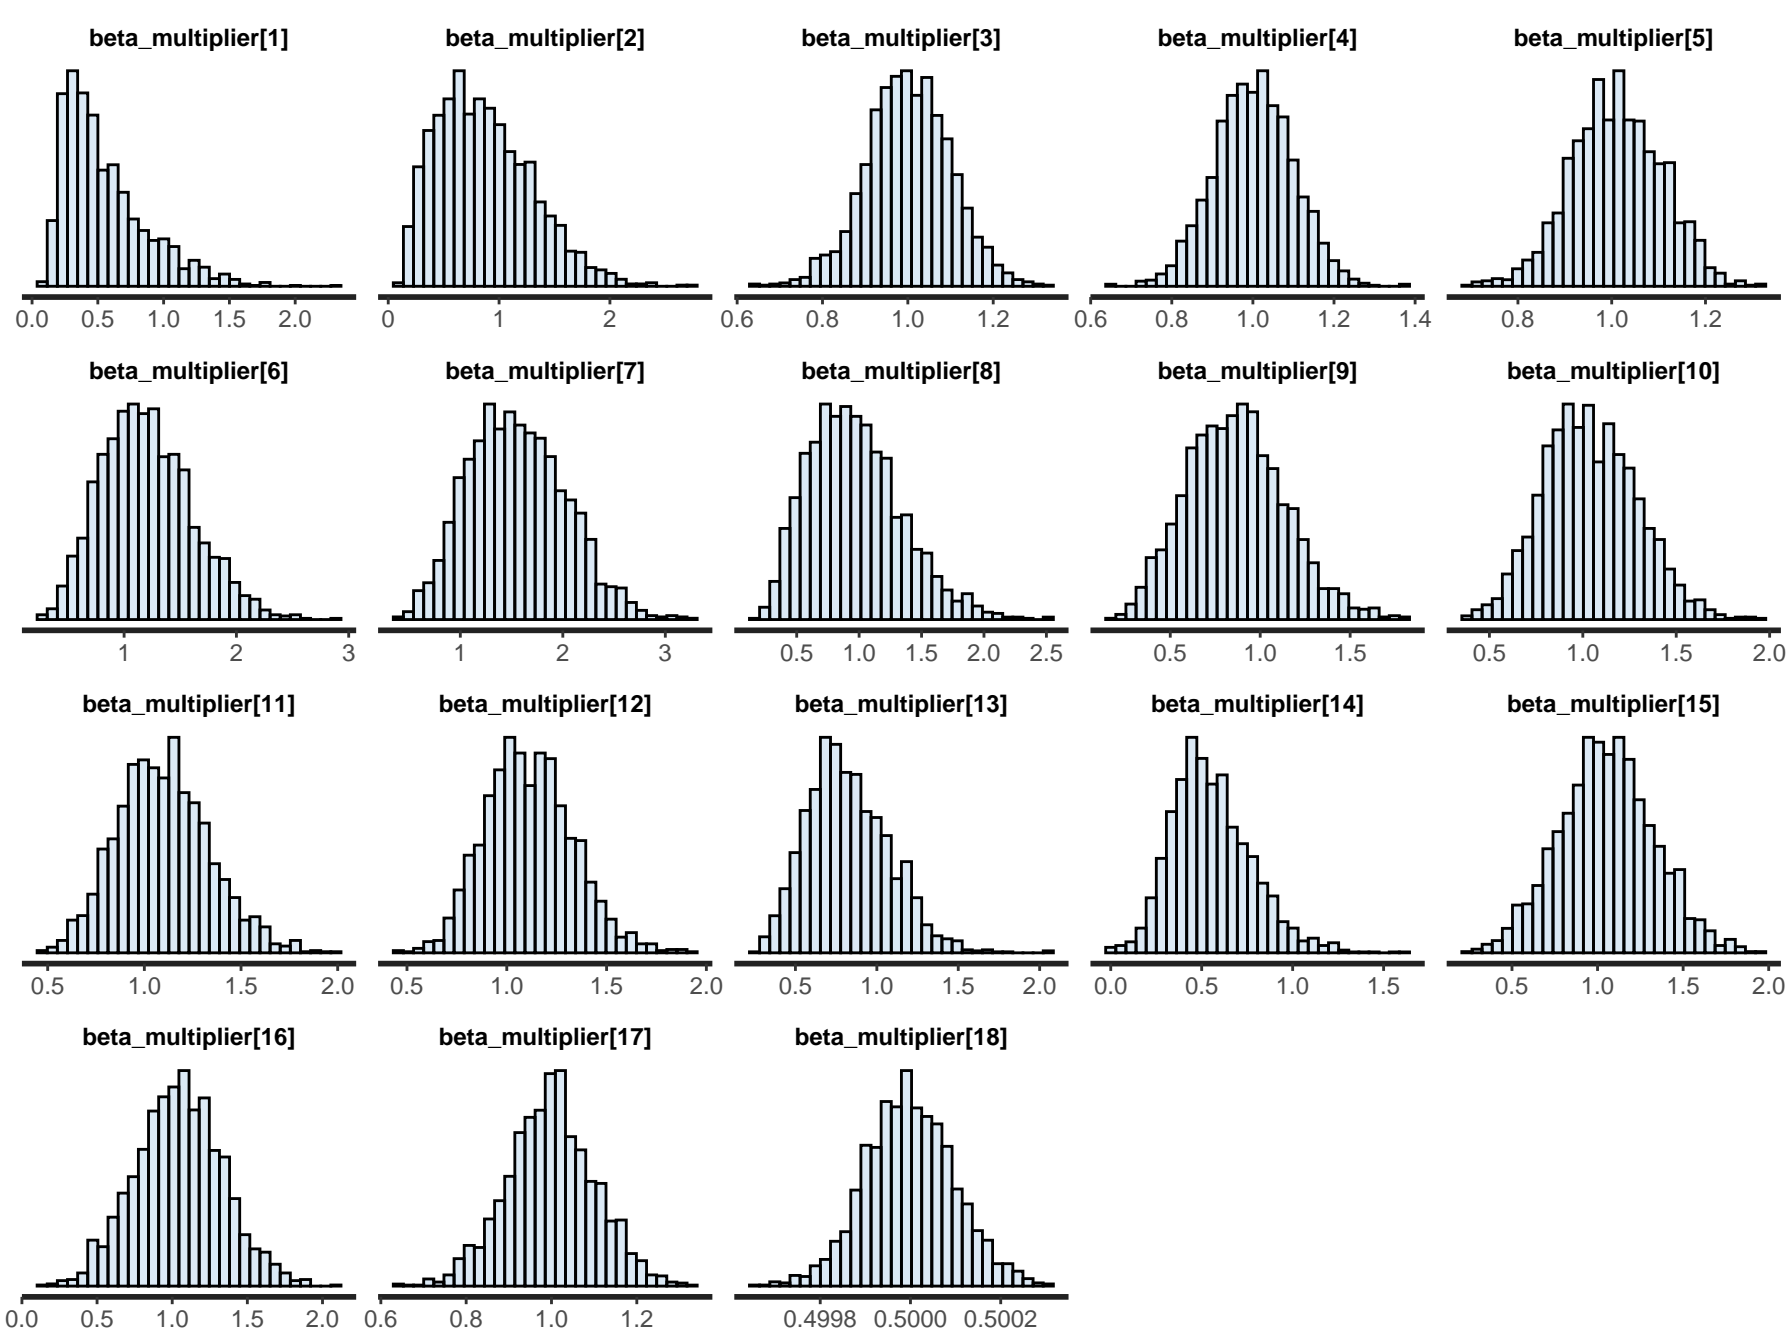 beta_multiplier[1] beta_multiplier[2] beta_multiplier[3] beta_multiplier[4] beta_multiplier[5]
0.0 0.5 1.0 1.5 2.0 0 1 2 0.6 0.8 1.0 1.2 0.6 0.8 1.0 1.2 1.4 0.8 1.0 1.2
beta_multiplier[6] beta_multiplier[7] beta_multiplier[8] beta_multiplier[9] beta_multiplier[10]
1 2 3 1 2 3 0.5 1.0 1.5 2.0 2.5 0.5 1.0 1.5 0.5 1.0 1.5 2.0
beta_multiplier[11] beta_multiplier[12] beta_multiplier[13] beta_multiplier[14] beta_multiplier[15]
0.5 1.0 1.5 2.0 0.5 1.0 1.5 2.0 0.5 1.0 1.5 2.0 0.0 0.5 1.0 1.5 0.5 1.0 1.5 2.0
beta_multiplier[16] beta_multiplier[17] beta_multiplier[18]
0.0 0.5 1.0 1.5 2.0 0.6 0.8 1.0 1.2 0.4998 0.5000 0.5002